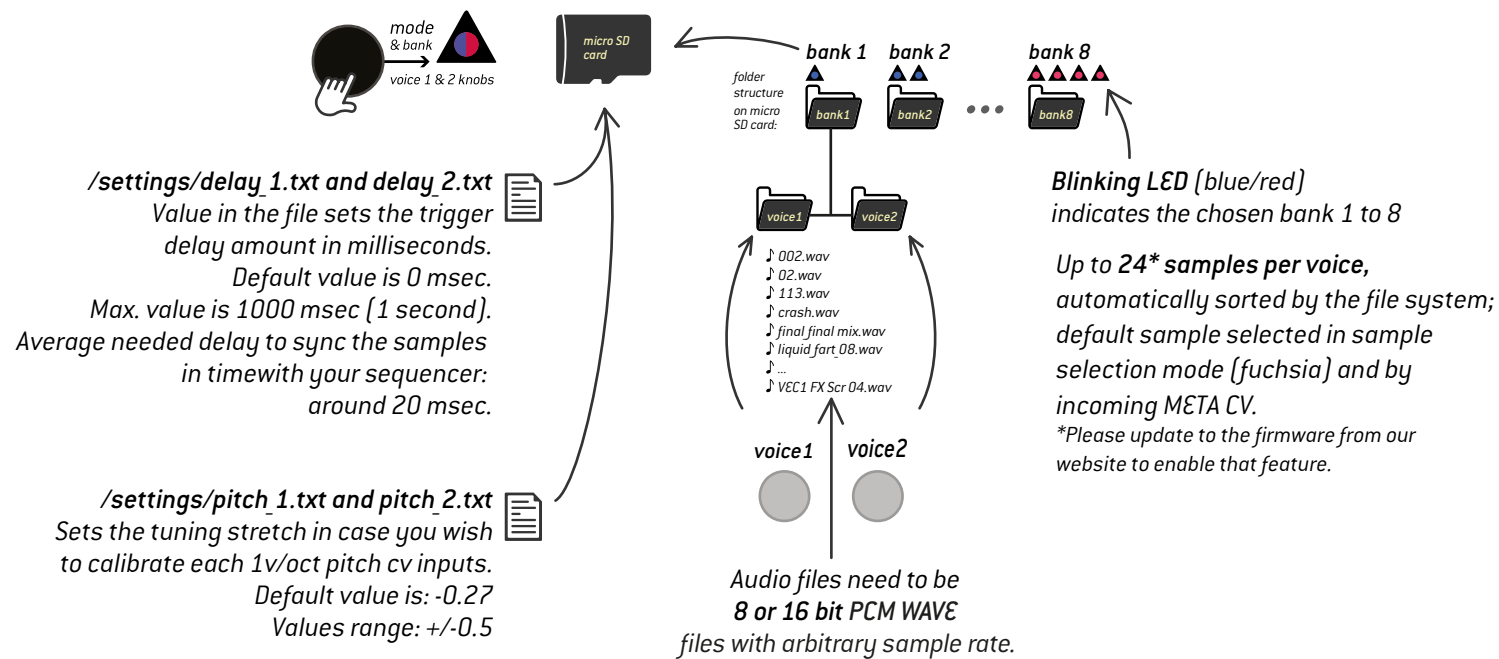 mode
& bank
voice 1 & 2 knobs
micro SD
card
bank 1
bank 2
bank 8
folder
structure
on micro
SD card:
bank1
bank2
...
bank8
/settings/delay_1.txt and delay_2.txt
Value in the file sets the trigger
delay amount in milliseconds.
Default value is 0 msec.
Max. value is 1000 msec (1 second).
Average needed delay to sync the samples
in timewith your sequencer:
around 20 msec.
/settings/pitch_1.txt and pitch_2.txt
Sets the tuning stretch in case you wish
to calibrate each 1v/oct pitch cv inputs.
Default value is: -0.27
Values range: +/-0.5
voice1
voice2
002.wav
02.wav
113.wav
crash.wav
final final mix.wav
liquid fart_08.wav
...
VEC1 FX Scr 04.wav
voice1
voice2
Audio files need to be
8 or 16 bit PCM WAVE
files with arbitrary sample rate.
Blinking LED (blue/red)
indicates the chosen bank 1 to 8
Up to 24* samples per voice,
automatically sorted by the file system;
default sample selected in sample
selection mode (fuchsia) and by
incoming META CV.
*Please update to the firmware from our
website to enable that feature.